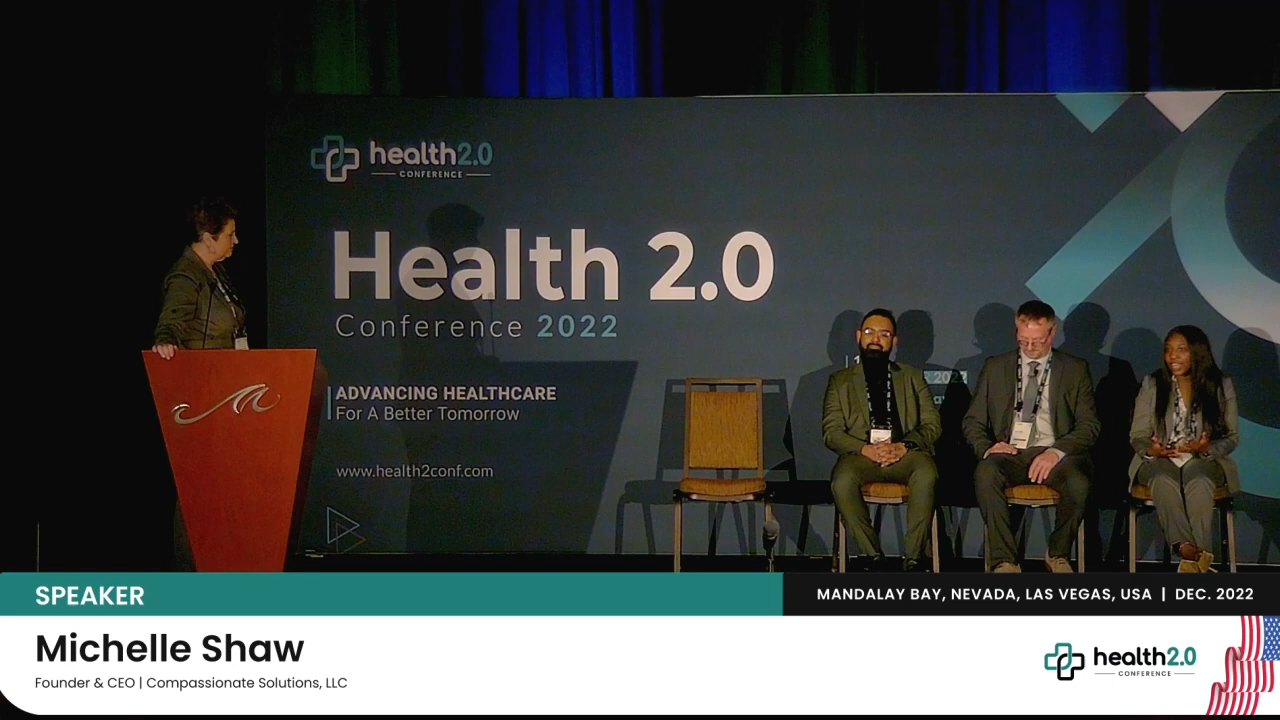 health2.0
CONFERENCE
Health 2.0
Conference 2022
ADVANCING HEALTHCARE
For A Better Tomorrow
www.health2conf.com
SPEAKER
MANDALAY BAY, NEVADA, LAS VEGAS, USA | DEC. 2022
Michelle Shaw
Founder & CEO | Compassionate Solutions, LLC
health2.0
CONFERENCE